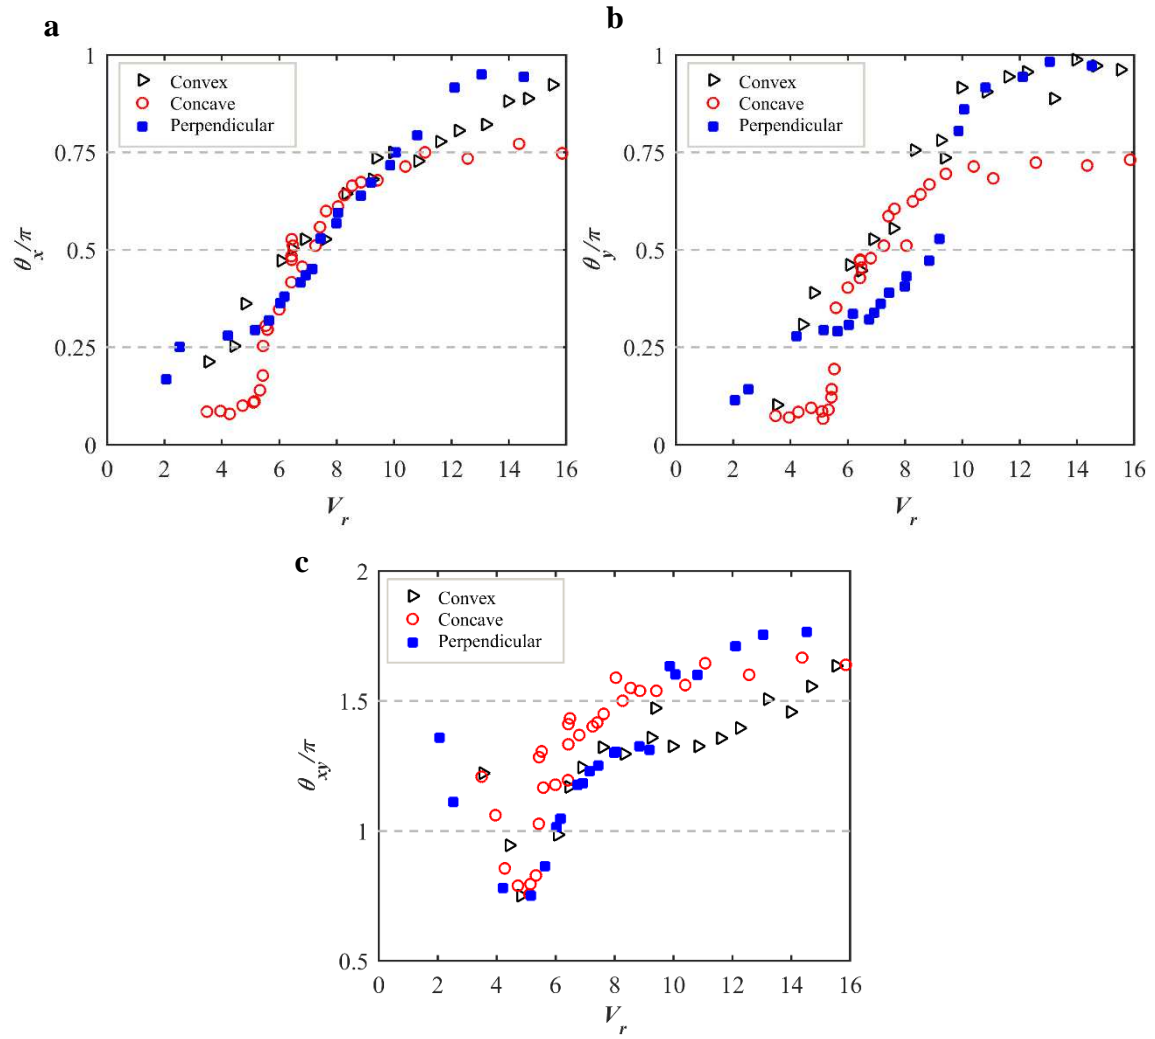 a
1
0.75
0.5
0.25
0
θx/π
Convex
Concave
Perpendicular
0 2 4 6 8 10 12 14 16
Vr
b
1
0.75
0.5
0.25
0
θy/π
Convex
Concave
Perpendicular
0 2 4 6 8 10 12 14 16
Vr
c
2
1.5
1
0.5
θxy/π
Convex
Concave
Perpendicular
0 2 4 6 8 10 12 14 16
Vr